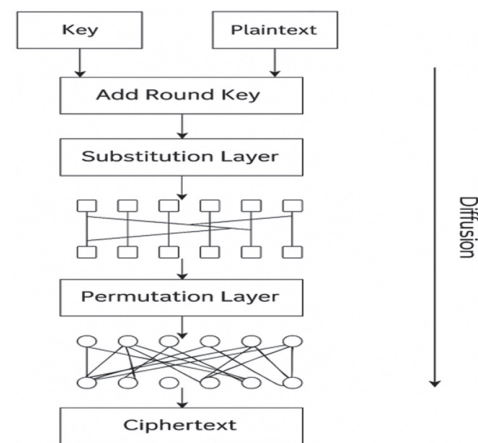 Key
Plaintext
Add Round Key
Substitution Layer
Permutation Layer
Ciphertext
Diffusion